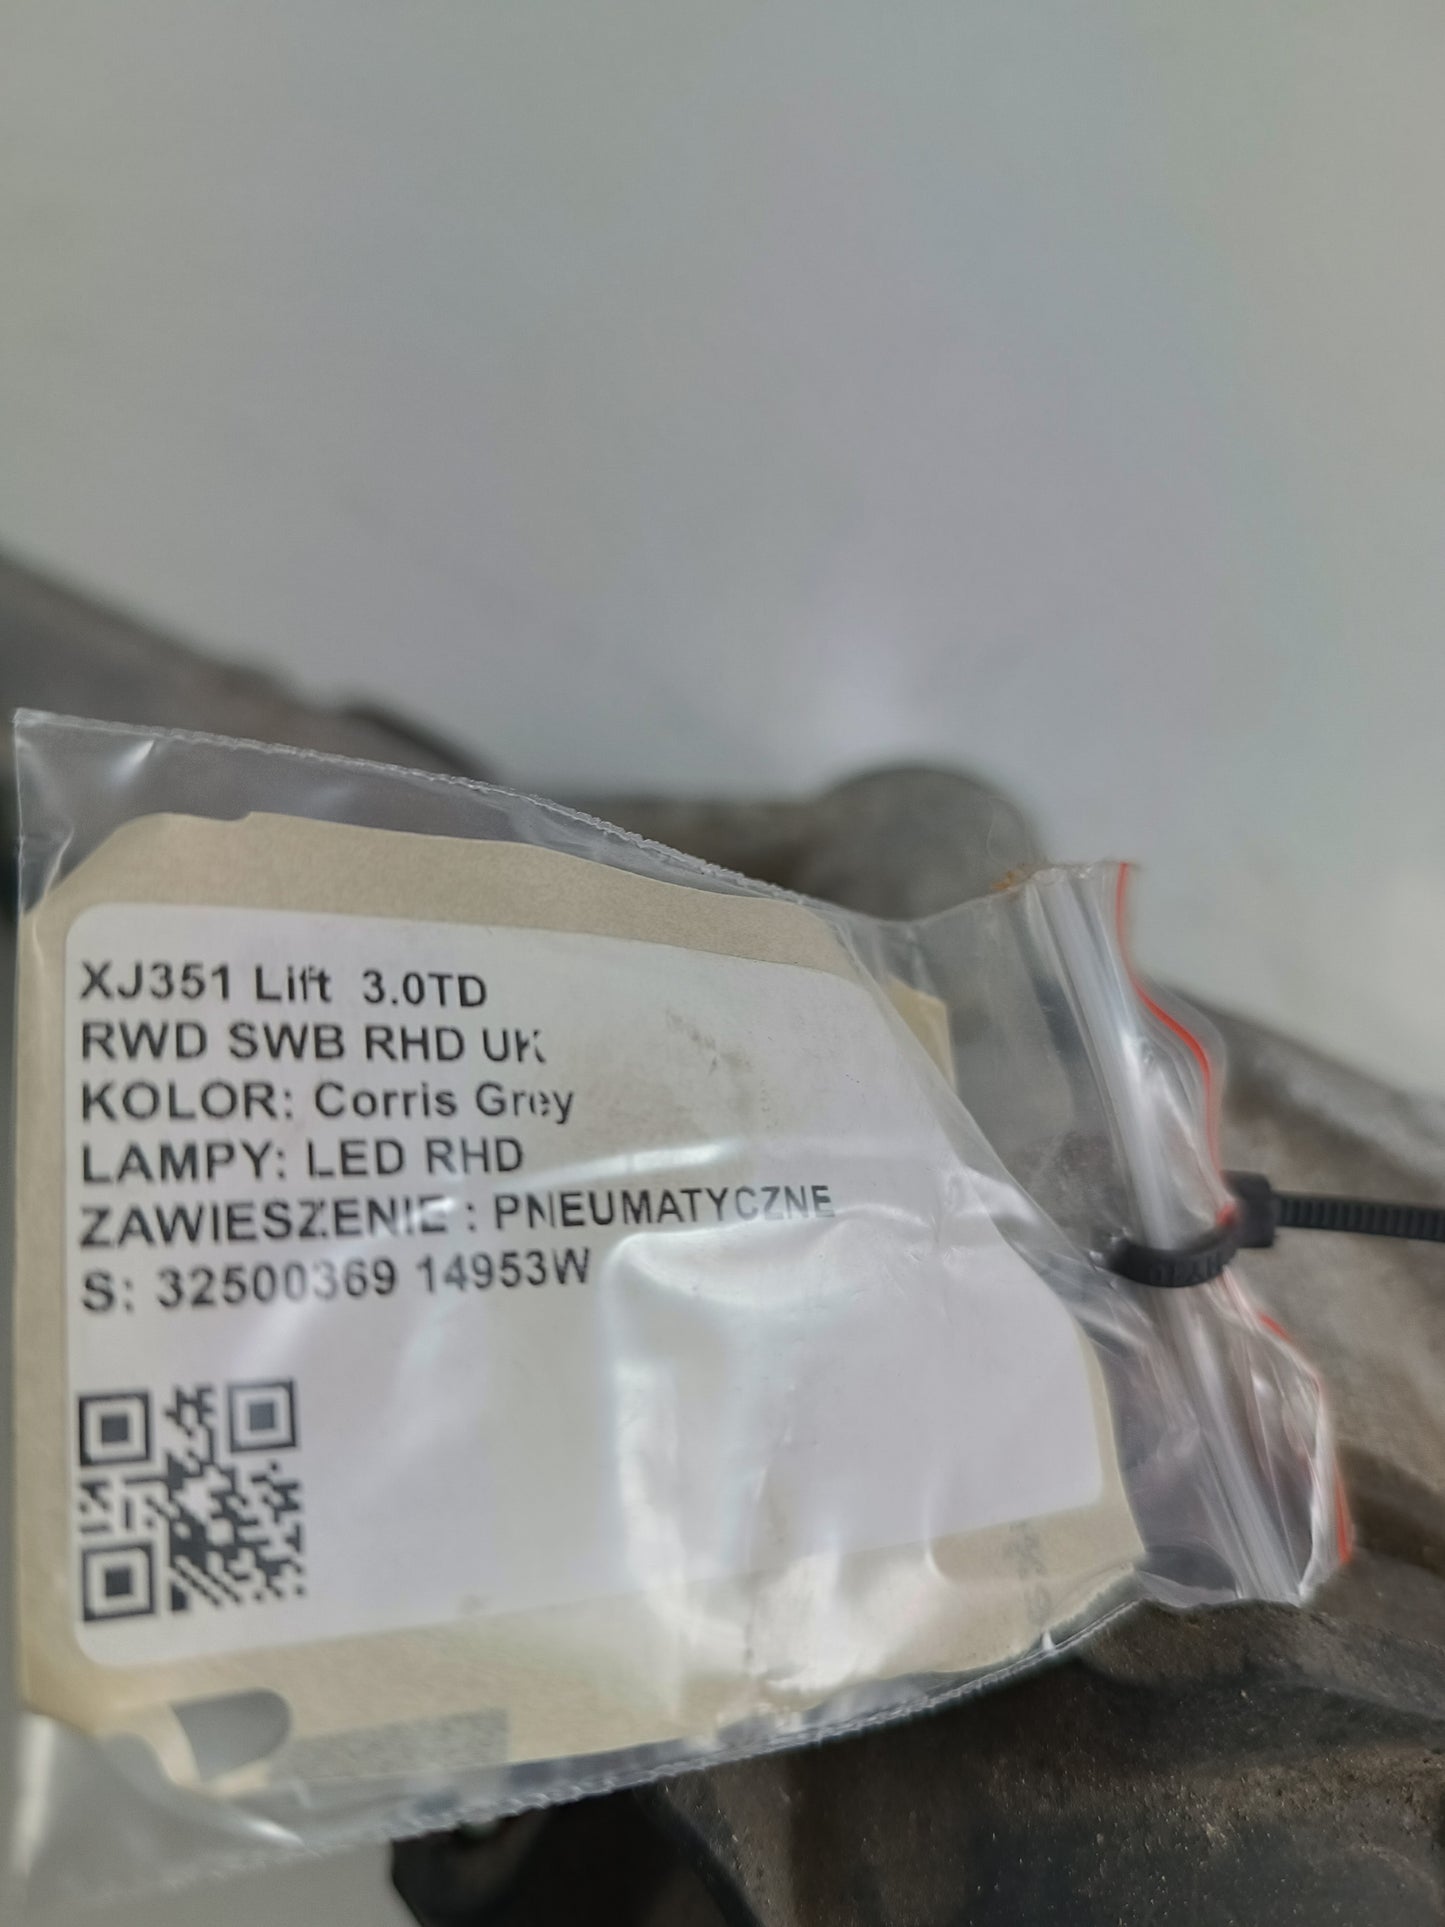 XJ351 Lift 3.0TD
RWD SWB RHD UK
KOLOR: Corris Grey
LAMPY: LED RHD
ZAWIESZENIE : PNEUMATYCZNE
S: 32500369 14953W